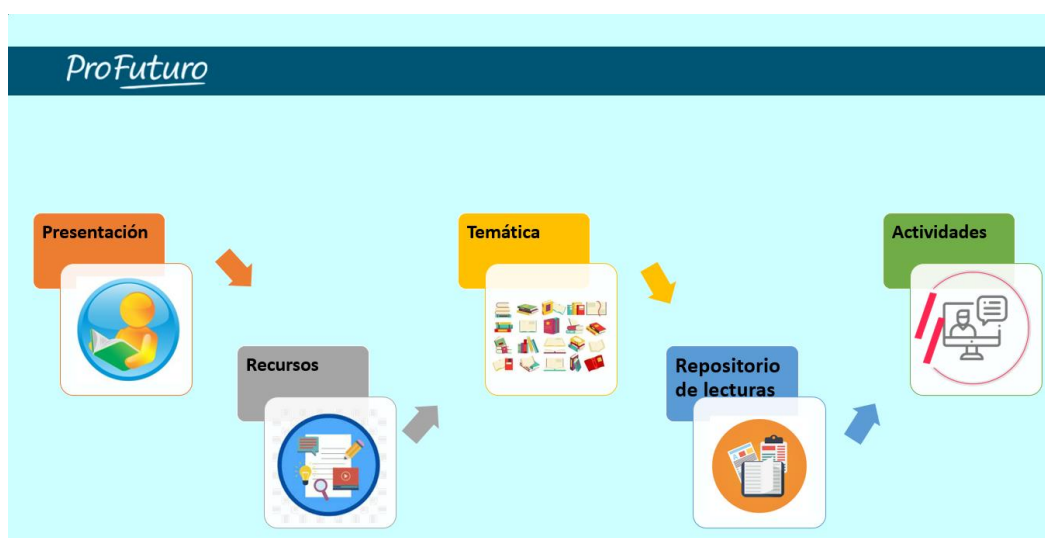 ProFuturo
Presentación
Recursos
Temática
Repositorio
de lecturas
Actividades